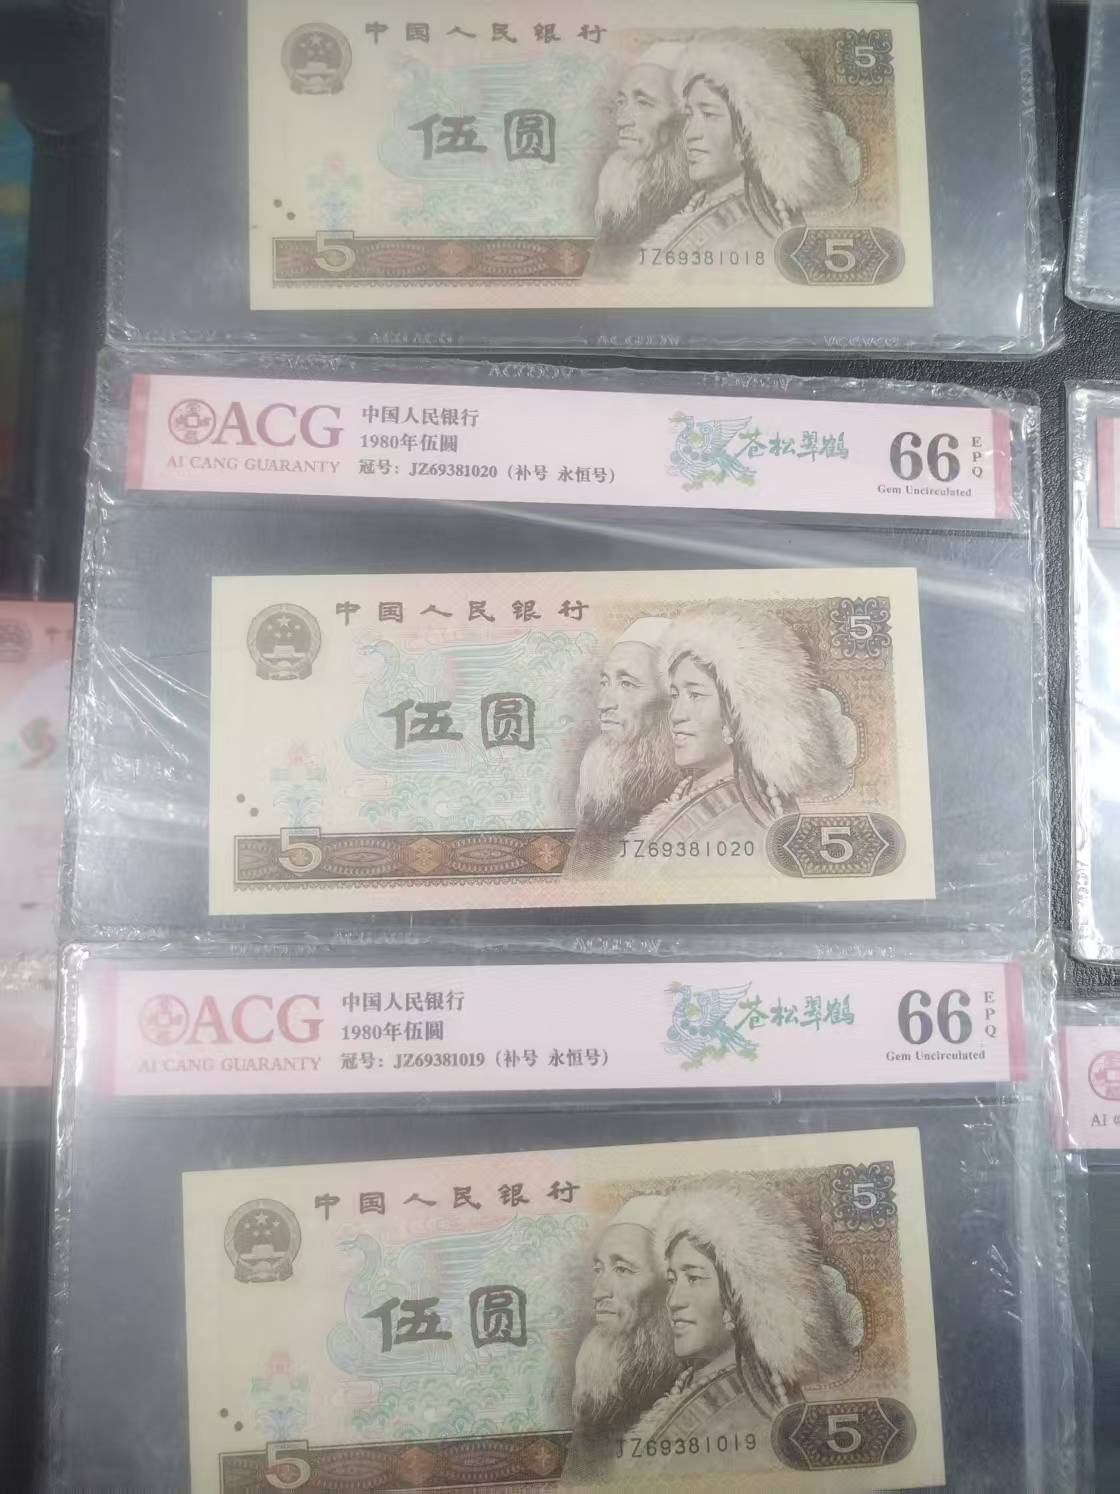 中国人民银行
5
伍圆
5
JZ69381018
5
ACG
AI CANG GUARANTY
中国人民银行
1980年伍圓
冠号：JZ69381020（补号 永恒号）
苍松翠鹤
66
EPQ
Gem Uncirculated
中国人民银行
5
伍圆
5
JZ69381020
5
ACG
AI CANG GUARANTY
中国人民银行
1980年伍圓
冠号：JZ69381019（补号 永恒号）
苍松翠鹤
66
EPQ
Gem Uncirculated
中国人民银行
5
伍圆
5
JZ69381019
5